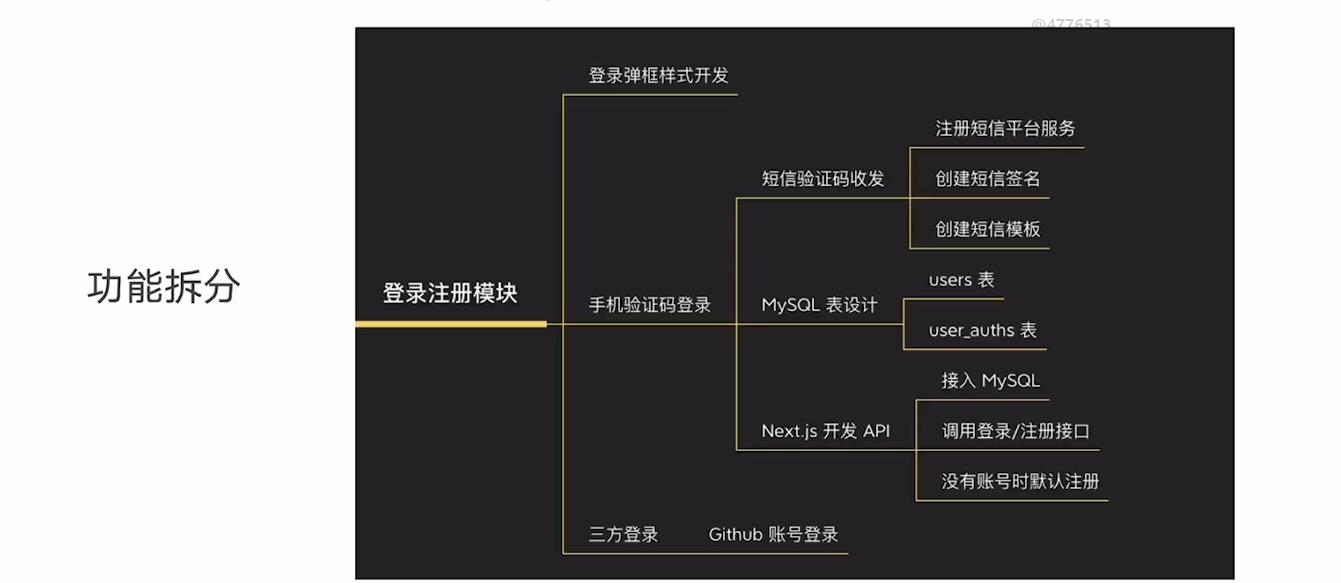 @4776513
功能拆分
登录注册模块
登录弹框样式开发
手机验证码登录
短信验证码收发
注册短信平台服务
创建短信签名
创建短信模板
MySQL 表设计
users 表
user_auths 表
Next.js 开发 API
接入 MySQL
调用登录/注册接口
没有账号时默认注册
三方登录
Github 账号登录